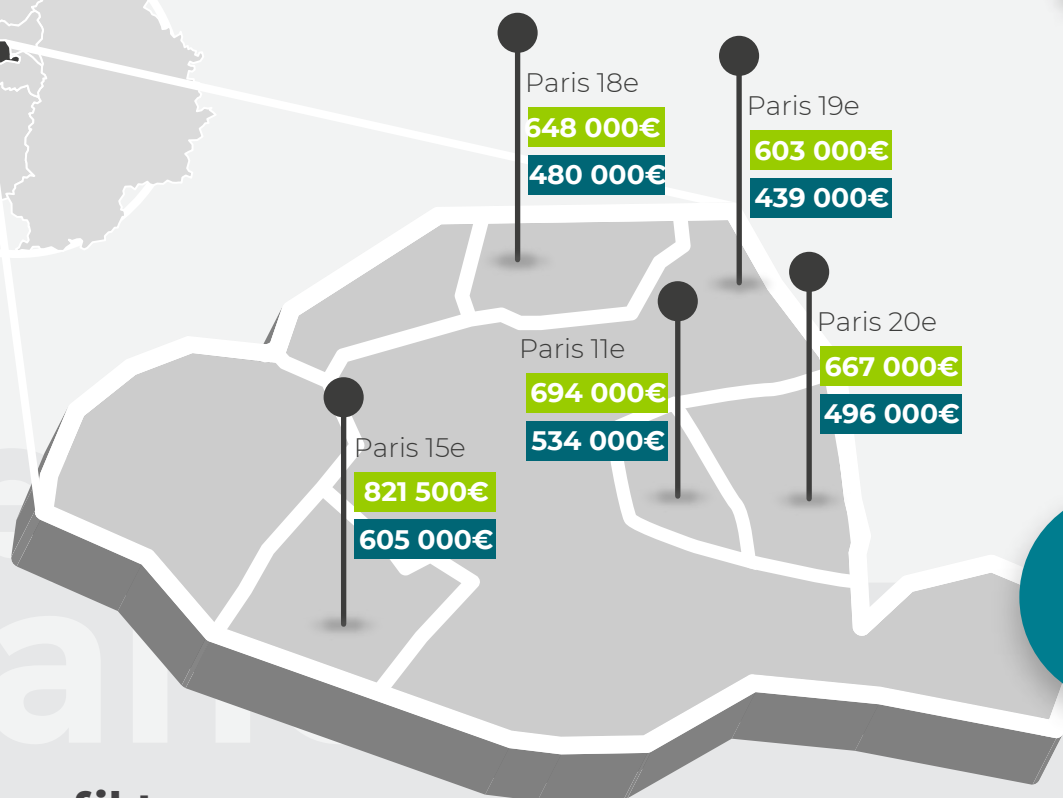 Paris 18e
648 000€
480 000€
Paris 19e
603 000€
439 000€
Paris 20e
667 000€
496 000€
Paris 11e
694 000€
534 000€
Paris 15e
821 500€
605 000€